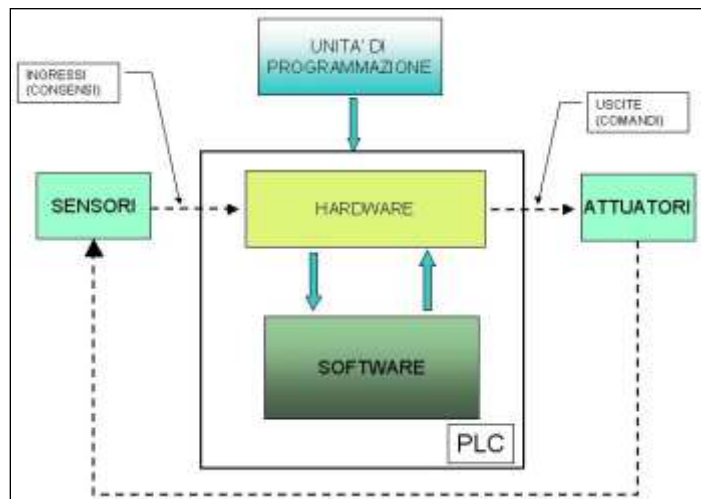 UNITA' DI
PROGRAMMAZIONE
INGRESSI
(CONSENSI)
USCITE
(COMANDI)
SENSORI
HARDWARE
ATTUATORI
SOFTWARE
PLC